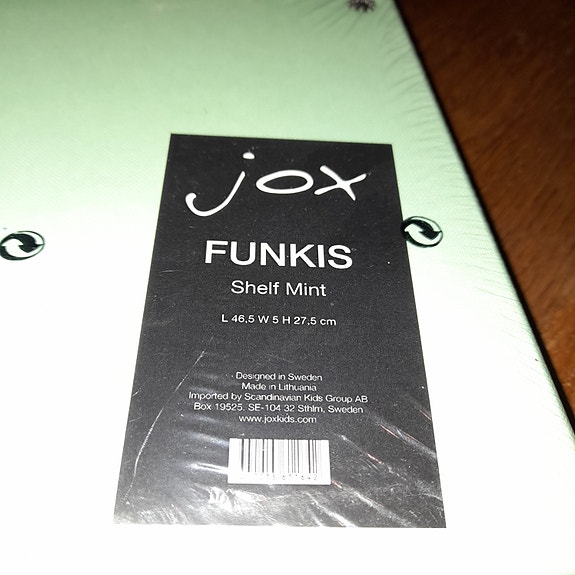 jox
FUNKIS
Shelf Mint
L 46,5 W 5 H 27,5 cm
Designed in Sweden
Made in Lithuania
Imported by Scandinavian Kids Group AB
Box 19525, SE-104 32 Sthlm, Sweden
www.joxkids.com